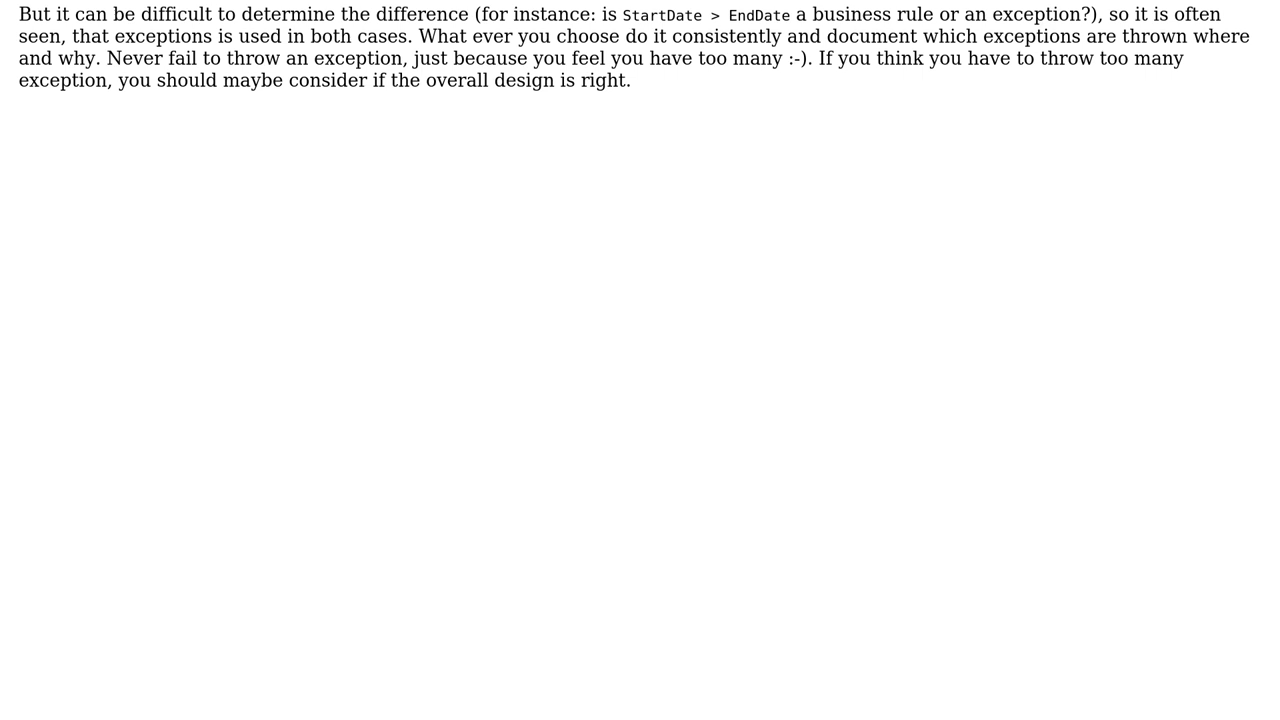 But it can be difficult to determine the difference (for instance: is StartDate > EndDate a business rule or an exception?), so it is often
seen, that exceptions is used in both cases. What ever you choose do it consistently and document which exceptions are thrown where
and why. Never fail to throw an exception, just because you feel you have too many :-). If you think you have to throw too many
exception, you should maybe consider if the overall design is right.